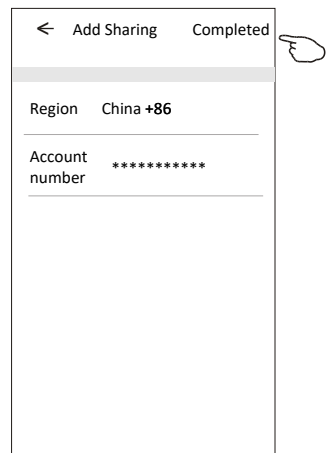 ← Add Sharing Completed
Region China +86
Account
number ***********